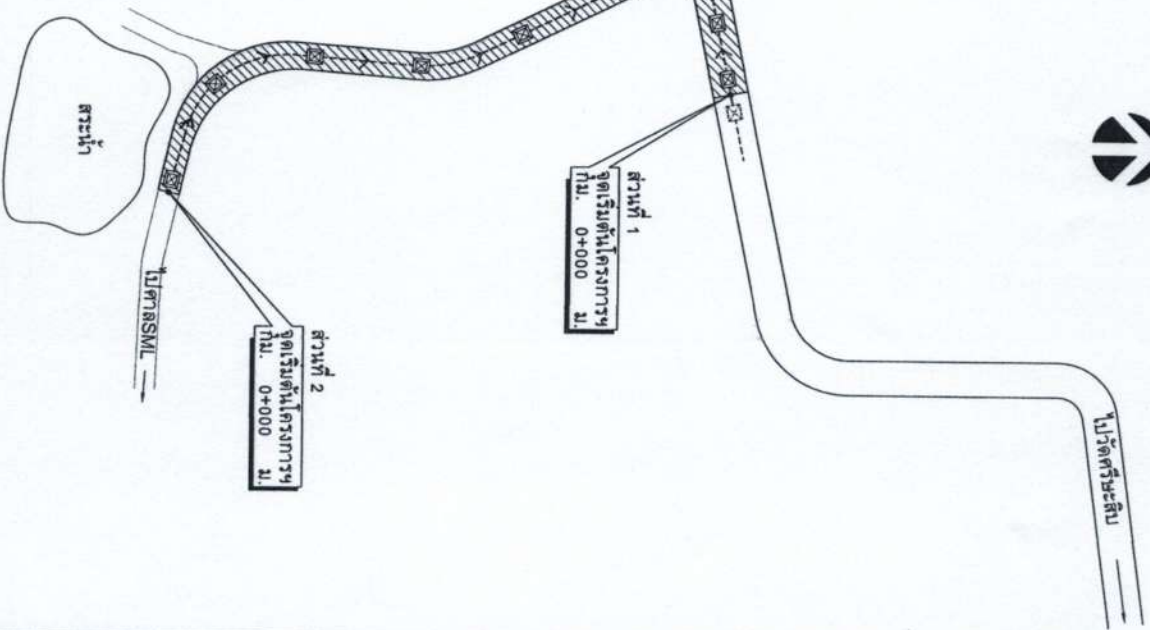 สระน้ำ
ไปศาลSML
ส่วนที่ 2
จุดเริ่มต้นโครงการฯ
กม. 0+000 ม.
ส่วนที่ 1
จุดเริ่มต้นโครงการฯ
กม. 0+000 ม.
ไปวัดศรีษะสิบ